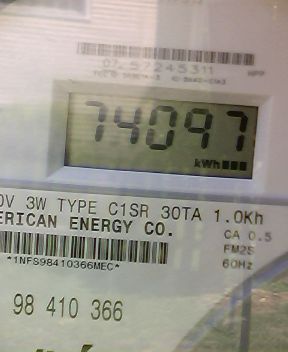 07 57245311
74097
kWh
0V 3W TYPE C1SR 30TA 1.0Kh
ERICAN ENERGY CO.
CA 0.5
FM2S
60Hz
*1NFS98410366MEC*
98 410 366